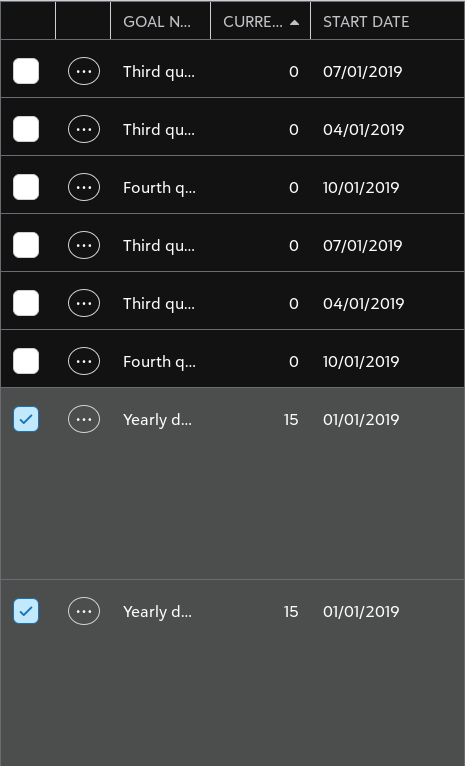 GOAL N... CURRE... START DATE
Third qu... 0 07/01/2019
Third qu... 0 04/01/2019
Fourth q... 0 10/01/2019
Third qu... 0 07/01/2019
Third qu... 0 04/01/2019
Fourth q... 0 10/01/2019
Yearly d... 15 01/01/2019
Yearly d... 15 01/01/2019